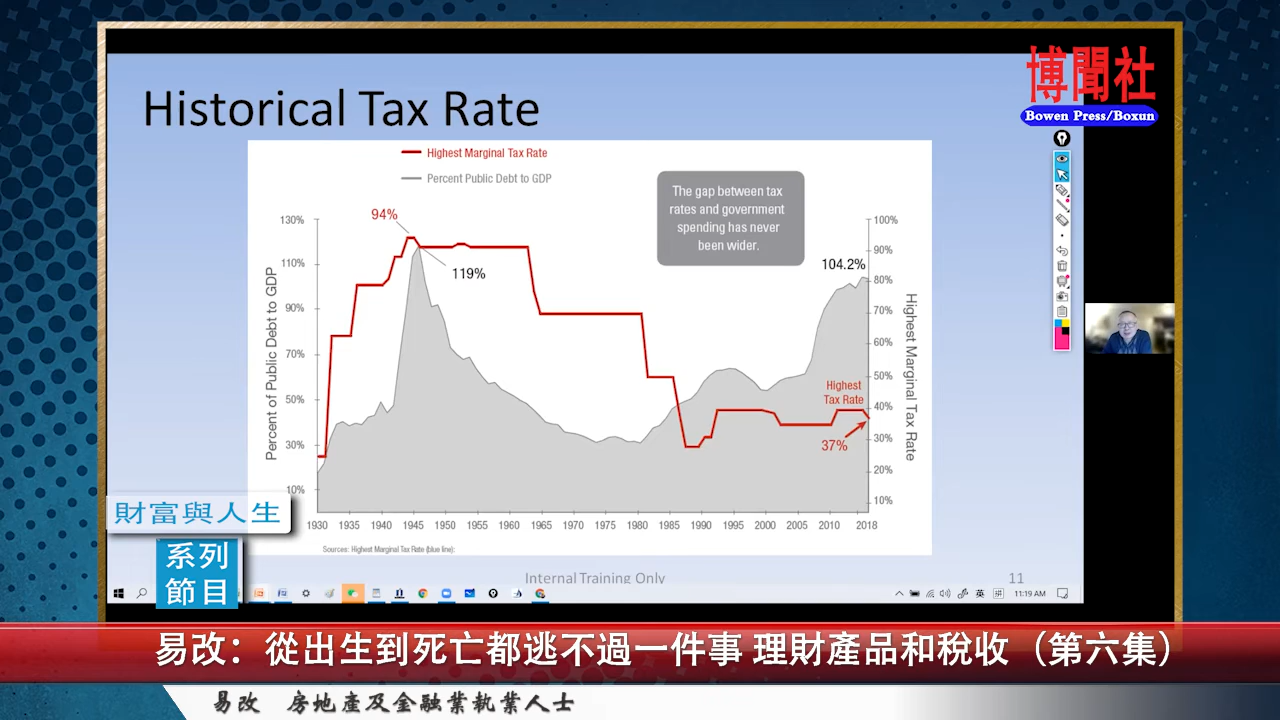 博聞社
Bowen Press/Boxun
Historical Tax Rate
Highest Marginal Tax Rate
Percent Public Debt to GDP
The gap between tax
rates and government
spending has never
been wider.
94%
119%
104.2%
Highest
Tax Rate
37%
Percent of Public Debt to GDP
130%
110%
90%
70%
50%
30%
10%
100%
90%
80%
70%
60%
50%
40%
30%
20%
10%
Highest Marginal Tax Rate
1930 1935 1940 1945 1950 1955 1960 1965 1970 1975 1980 1985 1990 1995 2000 2005 2010 2018
Sources: Highest Marginal Tax Rate (blue line):
Internal Training Only
11
英
拼
11:19 AM
財富與人生
系列
節目
易改：從出生到死亡都逃不過一件事 理財產品和稅收（第六集）
易改 房地產及金融業執業人士